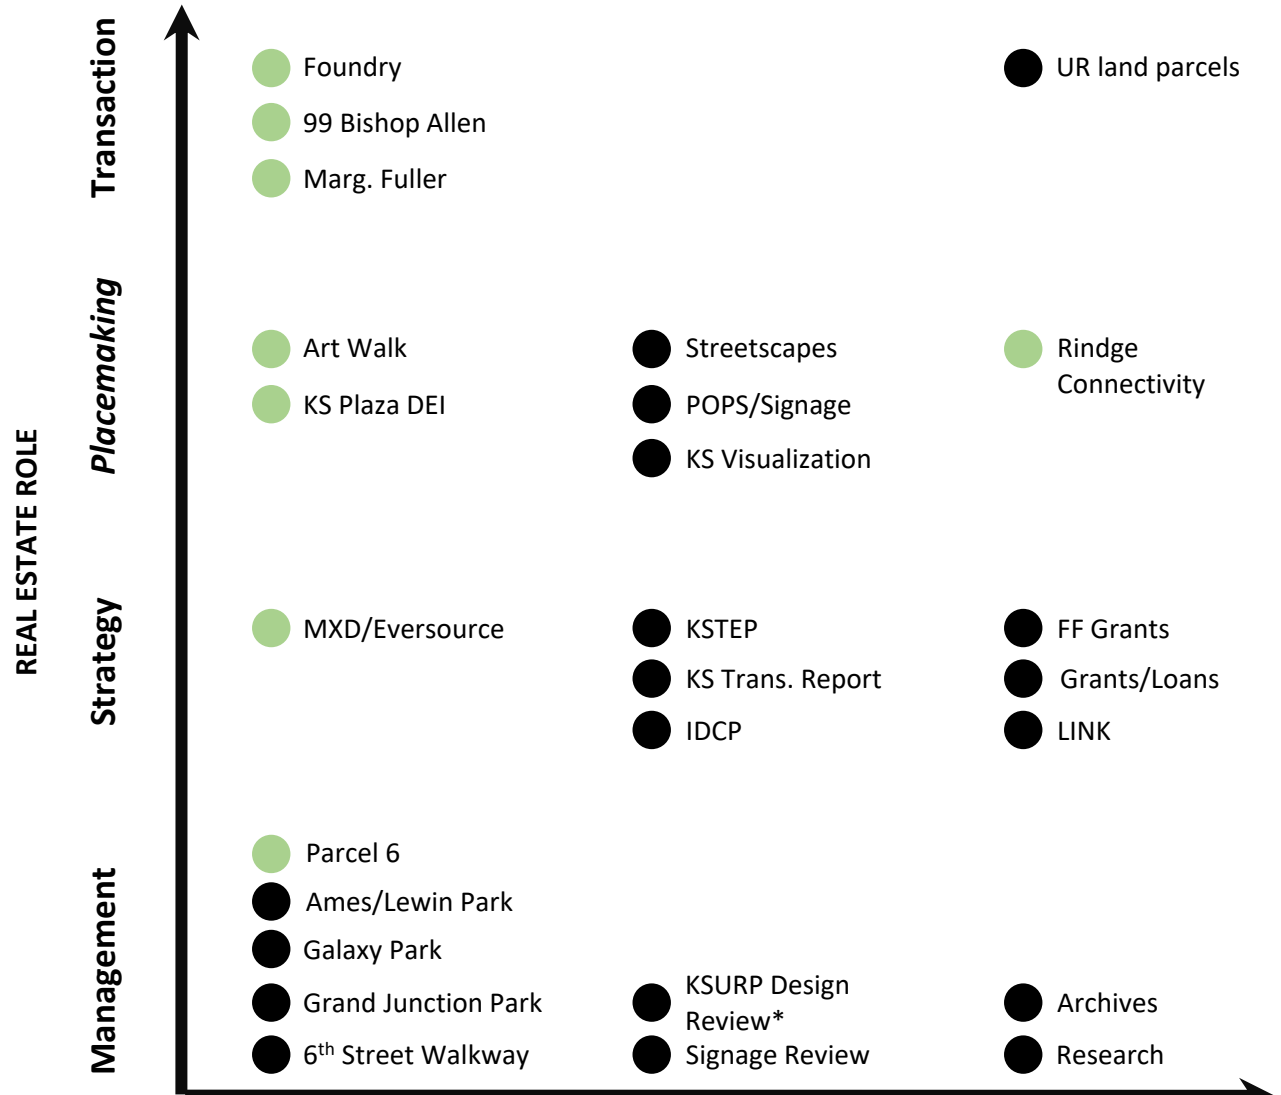 REAL ESTATE ROLE
Transaction
Foundry
99 Bishop Allen
Marg. Fuller
UR land parcels
Placemaking
Art Walk
KS Plaza DEI
Streetscapes
POPS/Signage
KS Visualization
Rindge
Connectivity
Strategy
MXD/Eversource
KSTEP
KS Trans. Report
IDCP
FF Grants
Grants/Loans
LINK
Management
Parcel 6
Ames/Lewin Park
Galaxy Park
Grand Junction Park
6th Street Walkway
KSURP Design
Review*
Signage Review
Archives
Research